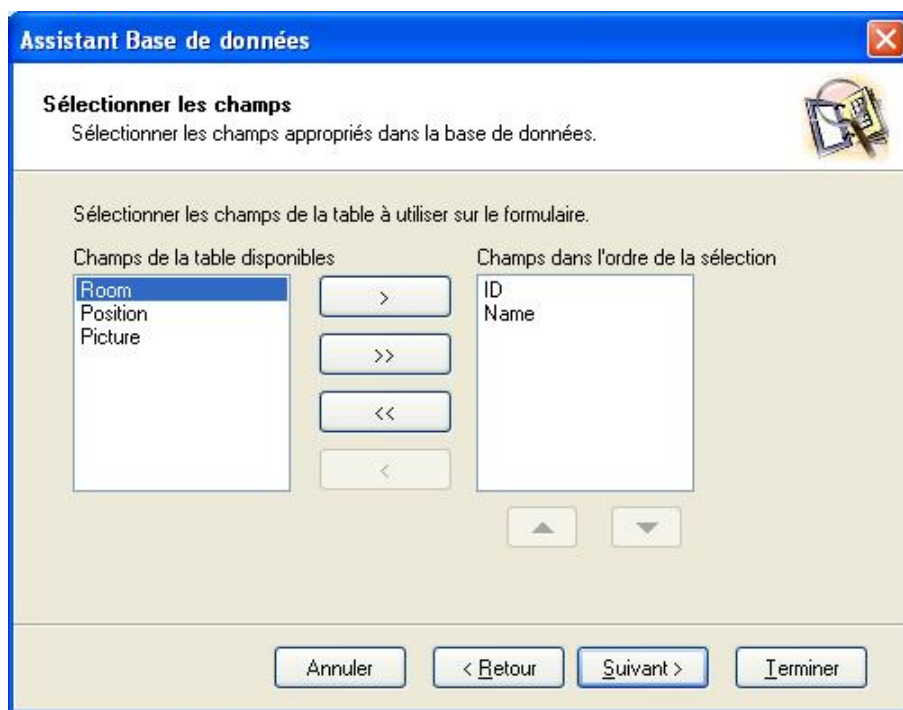 Assistant Base de données
Sélectionner les champs
Sélectionner les champs appropriés dans la base de données.
Sélectionner les champs de la table à utiliser sur le formulaire.
Champs de la table disponibles
Champs dans l'ordre de la sélection
Room
Position
Picture
>
>>
<<
<
ID
Name
Annuler
< Retour
Suivant >
Terminer